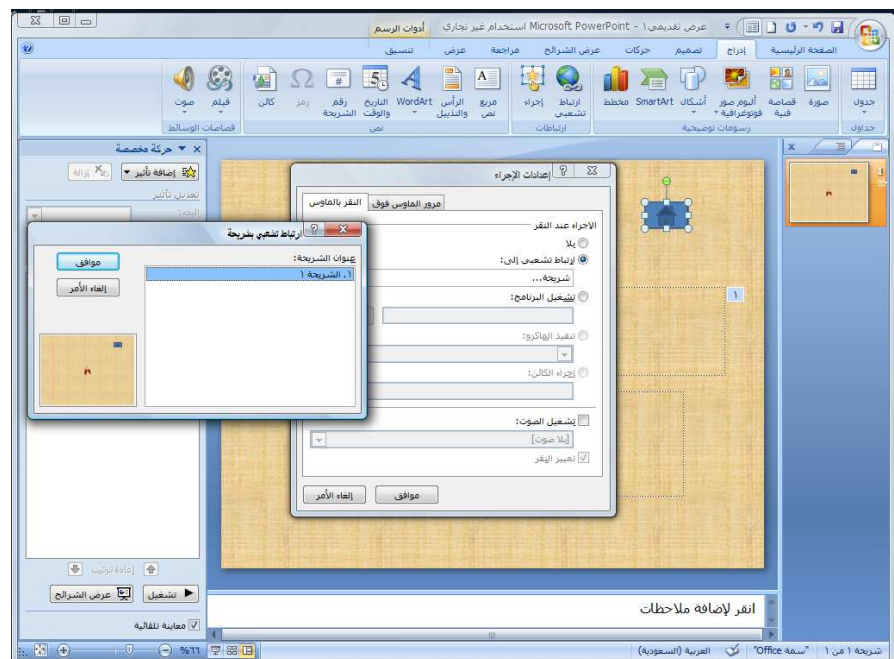 عرض تقديمي١ - Microsoft PowerPoint استخدام غير تجاري
أدوات الرسم
الصفحة الرئيسية
إدراج
تصميم
حركات
عرض الشرائح
مراجعة
عرض
تنسيق
جدول
صورة
قصاصة فنية
ألبوم صور فوتوغرافية
أشكال
SmartArt
مخطط
ارتباط تشعبي
إجراء
مربع نص
الرأس والتذييل
WordArt
التاريخ والوقت
رقم الشريحة
رمز
كائن
فيلم
صوت
جداول
رسومات توضيحية
ارتباطات
نص
قصاصات الوسائط
حركة مخصصة
إضافة تأثير
إزالة
تعديل تأثير
البدء:
إعدادات الإجراء
النقر بالماوس
مرور الماوس فوق
الإجراء عند النقر
بلا
ارتباط تشعبي إلى:
شريحة...
تشغيل البرنامج:
تنفيذ الماكرو:
إجراء الكائن:
تشغيل الصوت:
[بلا صوت]
تمييز النقر
موافق
إلغاء الأمر
ارتباط تشعبي بشريحة
عنوان الشريحة:
١. الشريحة ١
موافق
إلغاء الأمر
١
١
إعادة ترتيب
تشغيل
عرض الشرائح
معاينة تلقائية
انقر لإضافة ملاحظات
شريحة ١ من ١
"سمة Office"
العربية (السعودية)
٦٦%